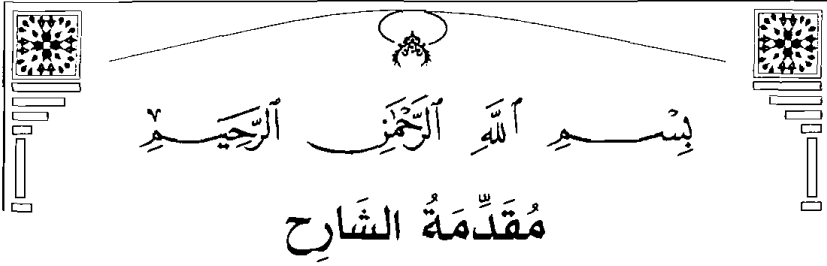 بِسْمِ ٱللَّهِ ٱلرَّحْمَٰنِ ٱلرَّحِيمِ
مُقَدِّمَةُ الشَارِح